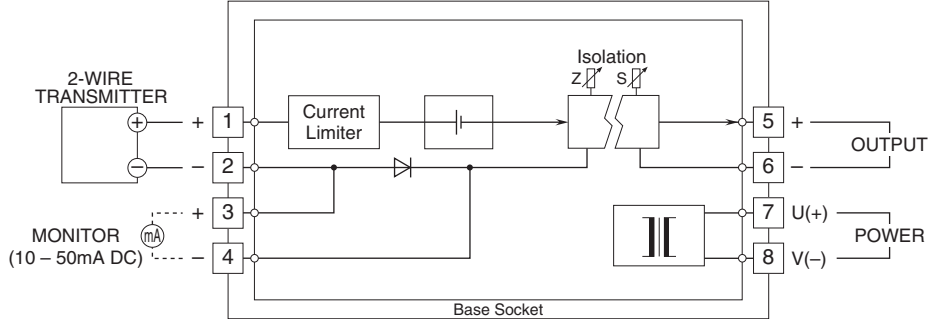 Isolation
Z
S
2-WIRE
TRANSMITTER
Current
Limiter
+
+ 1
5 +
−
− 2
6 −
OUTPUT
+ 3
7 U(+)
mA
MONITOR
(10 – 50mA DC)
POWER
− 4
8 V(–)
Base Socket